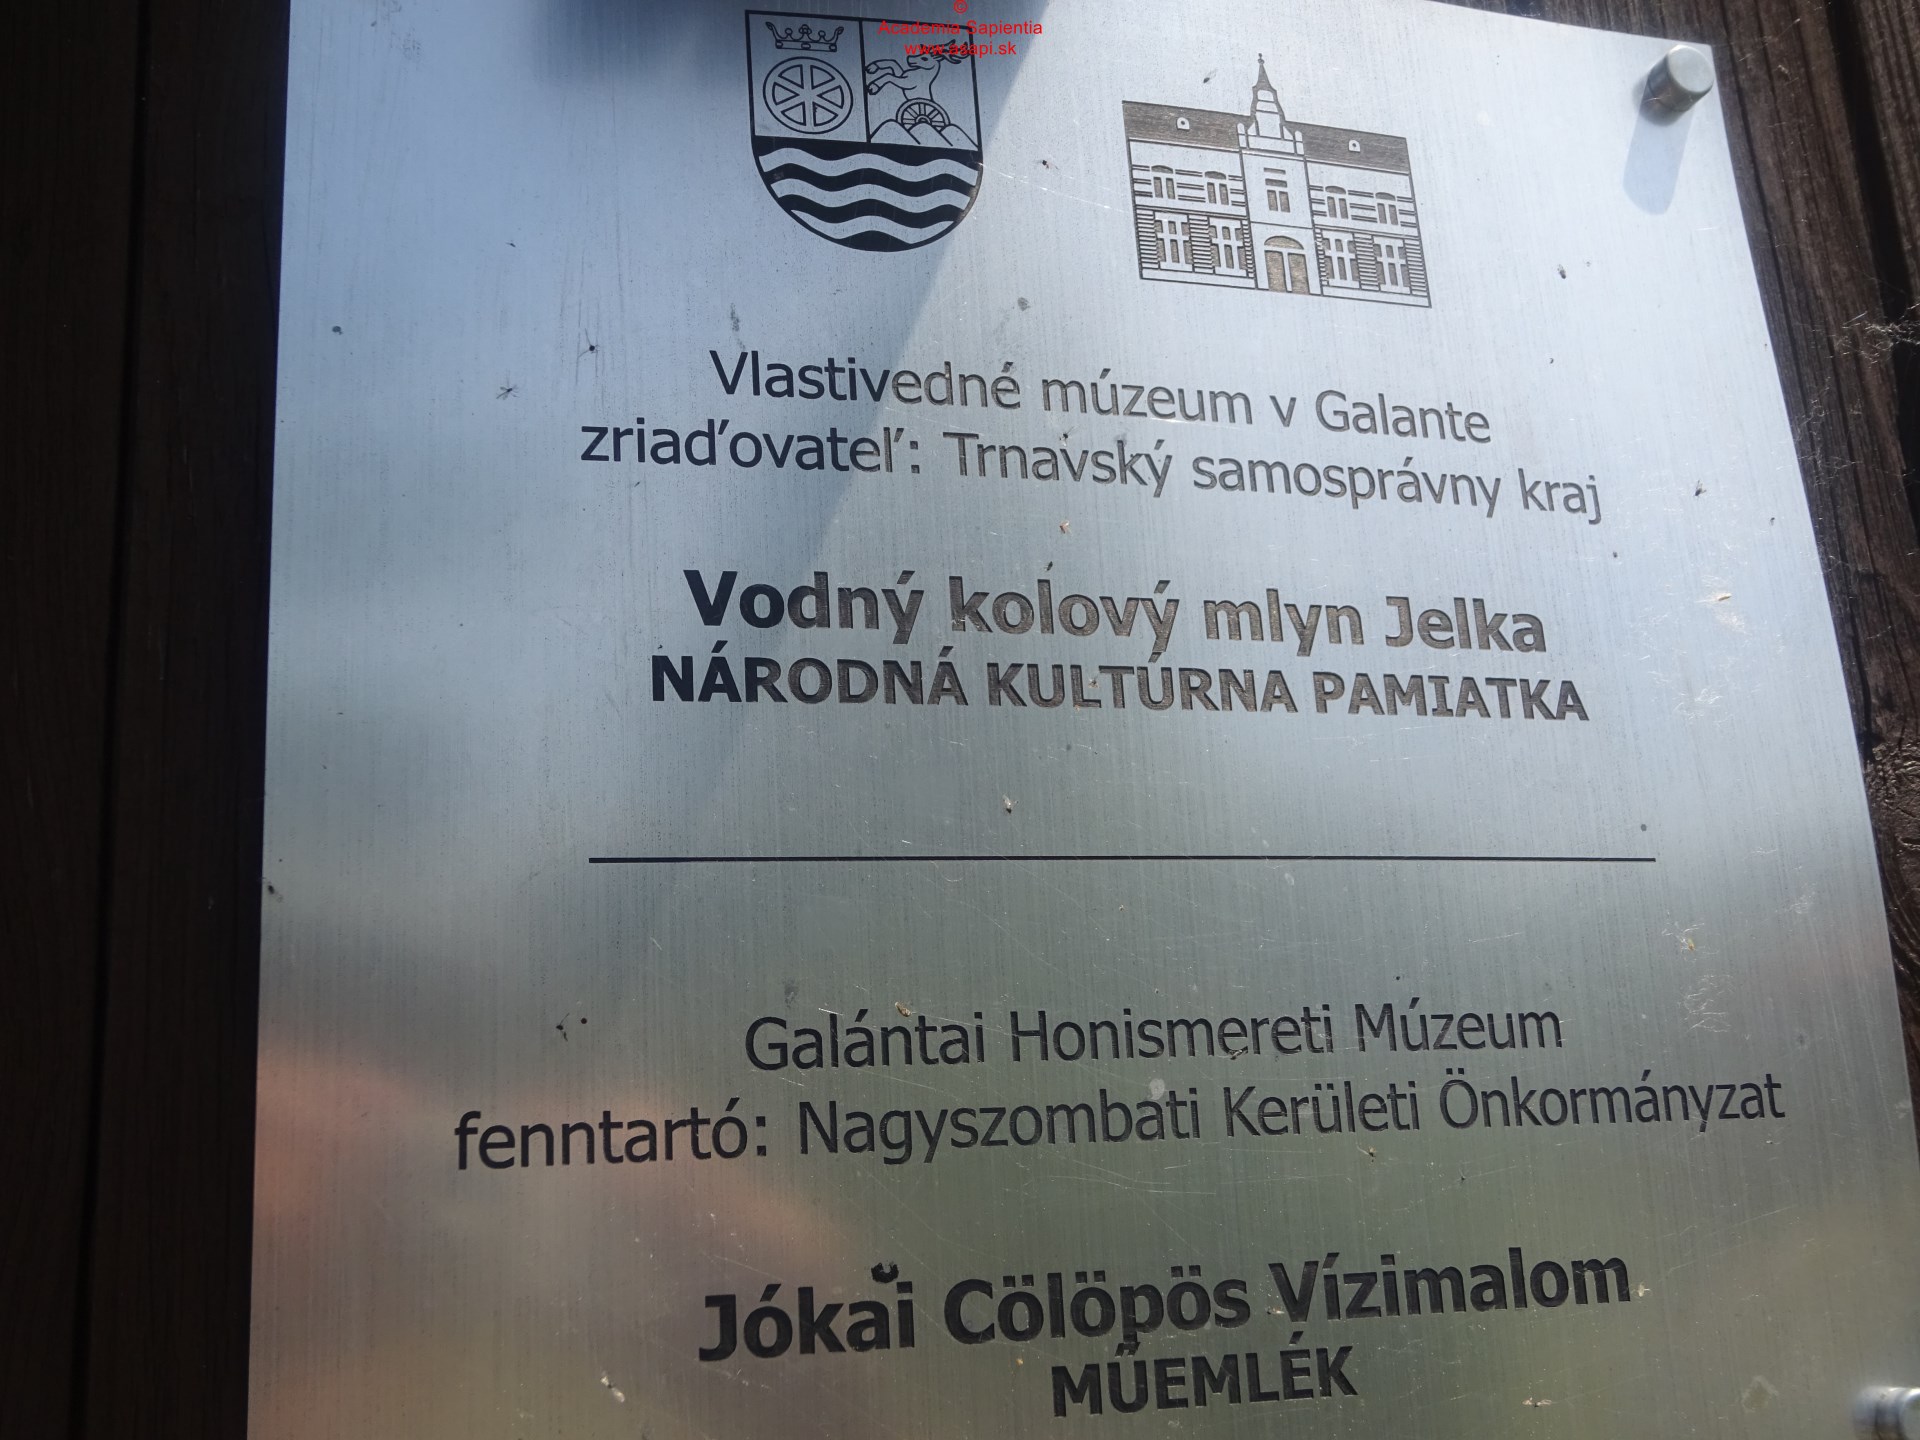 ©
Academia Sapientia
www.asapi.sk
Vlastivedné múzeum v Galante
zriaďovateľ: Trnavský samosprávny kraj
Vodný kolový mlyn Jelka
NÁRODNÁ KULTÚRNA PAMIATKA
Galántai Honismereti Múzeum
fenntartó: Nagyszombati Kerületi Önkormányzat
Jókai Cölöpös Vízimalom
MŰEMLÉK